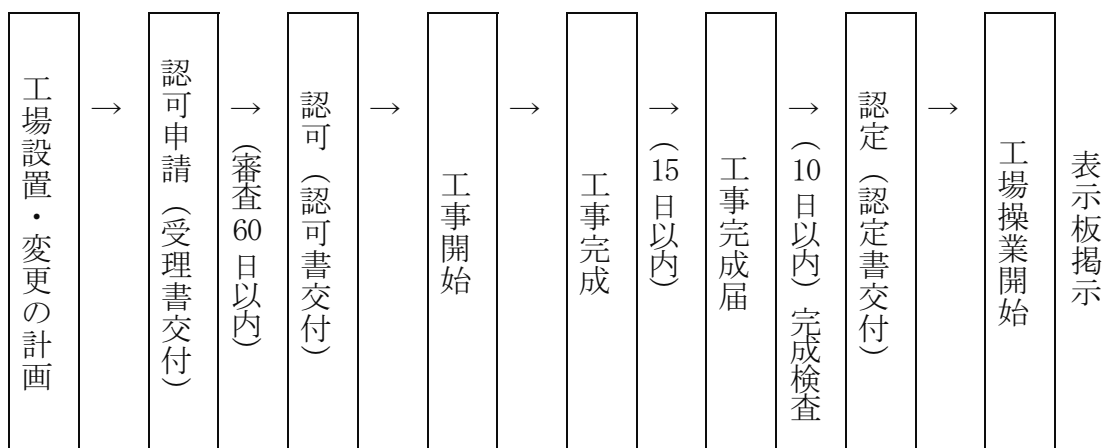 工場設置・変更の計画
→
認可申請（受理書交付）
→（審査60日以内）
認可（認可書交付）
→
工事開始
→
工事完成
→（15日以内）
工事完成届
→（10日以内）完成検査
認定（認定書交付）
→
工場操業開始
表示板掲示